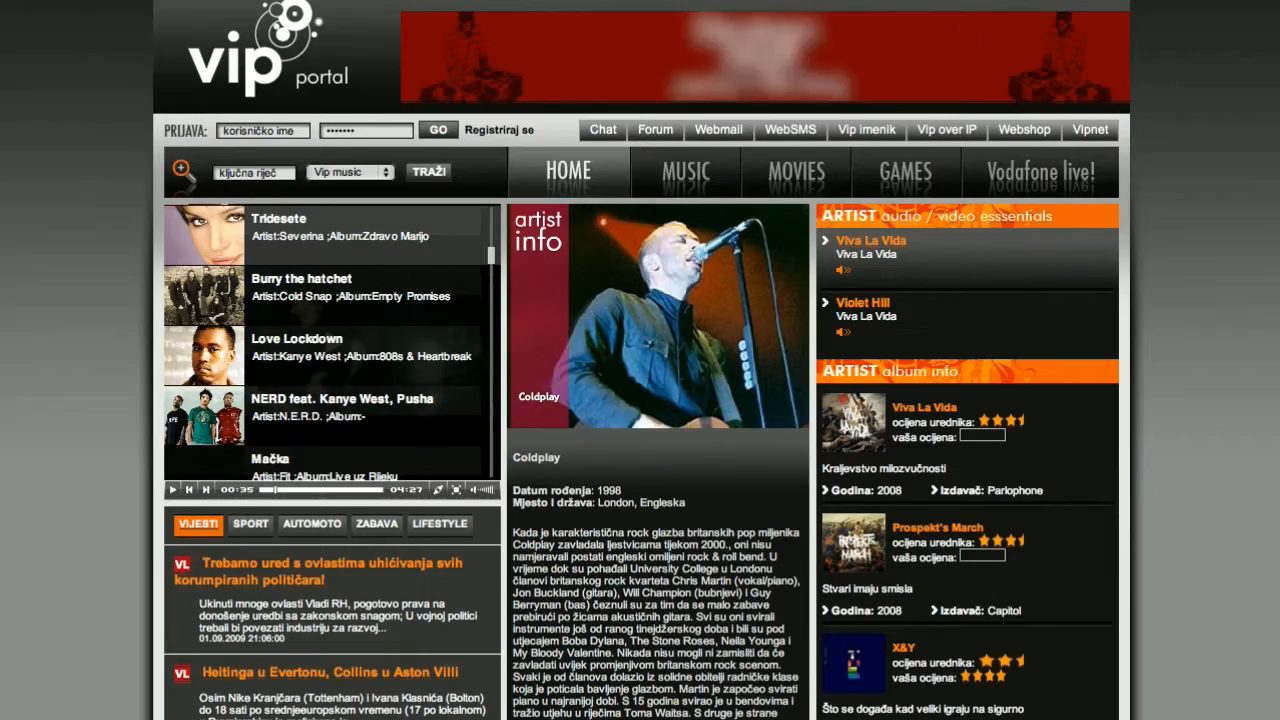 vip portal
PRIJAVA: korisničko ime ••••••• GO Registriraj se
Chat Forum Webmail WebSMS Vip imenik Vip over IP Webshop Vipnet
ključna riječ Vip music TRAŽI
HOME MUSIC MOVIES GAMES Vodafone live!
Tridesete
Artist:Severina ;Album:Zdravo Marijo
Burry the hatchet
Artist:Cold Snap ;Album:Empty Promises
Love Lockdown
Artist:Kanye West ;Album:808s & Heartbreak
NERD feat. Kanye West, Pusha
Artist:N.E.R.D. ;Album:-
Mačka
Artist:Fit ;Album:Live uz Rijeku
00:35 04:27
VIJESTI SPORT AUTOMOTO ZABAVA LIFESTYLE
VL Trebamo ured s ovlastima uhićivanja svih
korumpiranih političara!
Ukinuti mnoge ovlasti Vladi RH, pogotovo prava na
donošenje uredbi sa zakonskom snagom; U vojnoj politici
trebali bi povezati industriju za razvoj...
01.09.2009 21:06:00
VL Heitinga u Evertonu, Collins u Aston Villi
Osim Nike Kranjčara (Tottenham) i Ivana Klasnića (Bolton)
do 18 sati po srednjeeuropskom vremenu (17 po lokalnom)
artist
info
Coldplay
Coldplay
Datum rođenja: 1998
Mjesto i država: London, Engleska
Kada je karakteristična rock glazba britanskih pop miljenika
Coldplay zavladala ljestvicama tijekom 2000., oni nisu
namjeravali postati engleski omiljeni rock & roll bend. U
vrijeme dok su pohađali University College u Londonu
članovi britanskog rock kvarteta Chris Martin (vokal/piano),
Jon Buckland (gitara), Will Champion (bubnjevi) i Guy
Berryman (bas) čeznuli su za tim da se malo zabave
prebirući po žicama akustičnih gitara. Svi su oni svirali
instrumente još od ranog tinejdžerskog doba i bili su pod
utjecajem Boba Dylana, The Stone Roses, Neila Younga i
My Bloody Valentine. Nikada nisu mogli ni zamisliti da će
zavladati uvijek promjenjivom britanskom rock scenom.
Svaki je od članova dolazio iz solidne obitelji radničke klase
koja je poticala bavljenje glazbom. Martin je započeo svirati
piano u najranijoj dobi. S 15 godina svirao je u bendovima i
tražio utjehu u riječima Toma Waitsa. S druge je strane
ARTIST audio / video esssentials
Viva La Vida
Viva La Vida
Violet Hill
Viva La Vida
ARTIST album info
Viva La Vida
ocijena urednika:
vaša ocijena:
Kraljevstvo milozvučnosti
Godina: 2008 Izdavač: Parlophone
Prospekt's March
ocijena urednika:
vaša ocijena:
Stvari imaju smisla
Godina: 2008 Izdavač: Capitol
X&Y
ocijena urednika:
vaša ocijena:
Što se događa kad veliki igraju na sigurno